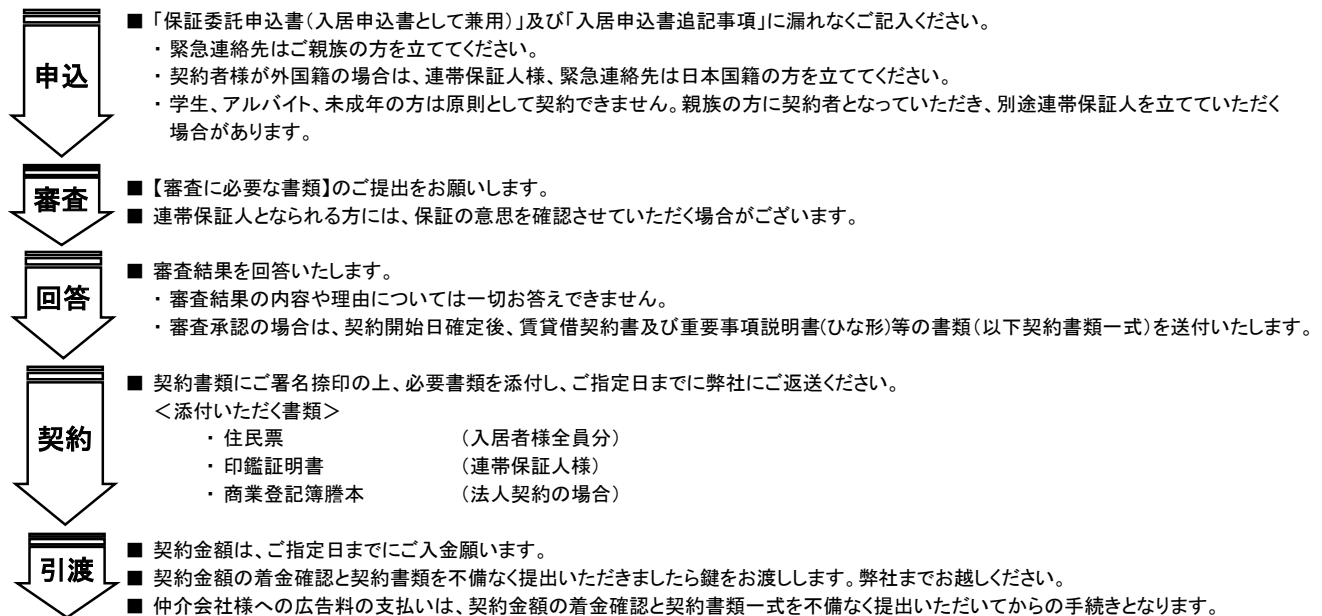 申込
■ 「保証委託申込書(入居申込書として兼用)」及び「入居申込書追記事項」に漏れなくご記入ください。
・ 緊急連絡先はご親族の方を立ててください。
・ 契約者様が外国籍の場合は、連帯保証人様、緊急連絡先は日本国籍の方を立ててください。
・ 学生、アルバイト、未成年の方は原則として契約できません。親族の方に契約者となっていただき、別途連帯保証人を立てていただく
場合があります。
審査
■ 【審査に必要な書類】のご提出をお願いします。
■ 連帯保証人となられる方には、保証の意思を確認させていただく場合がございます。
回答
■ 審査結果を回答いたします。
・ 審査結果の内容や理由については一切お答えできません。
・ 審査承認の場合は、契約開始日確定後、賃貸借契約書及び重要事項説明書(ひな形)等の書類(以下契約書類一式)を送付いたします。
契約
■ 契約書類にご署名捺印の上、必要書類を添付し、ご指定日までに弊社にご返送ください。
<添付いただく書類>
・ 住民票 (入居者様全員分)
・ 印鑑証明書 (連帯保証人様)
・ 商業登記簿謄本 (法人契約の場合)
引渡
■ 契約金額は、ご指定日までにご入金願います。
■ 契約金額の着金確認と契約書類を不備なく提出いただきましたら鍵をお渡しします。弊社までお越しください。
■ 仲介会社様への広告料の支払いは、契約金額の着金確認と契約書類一式を不備なく提出いただいてからの手続きとなります。